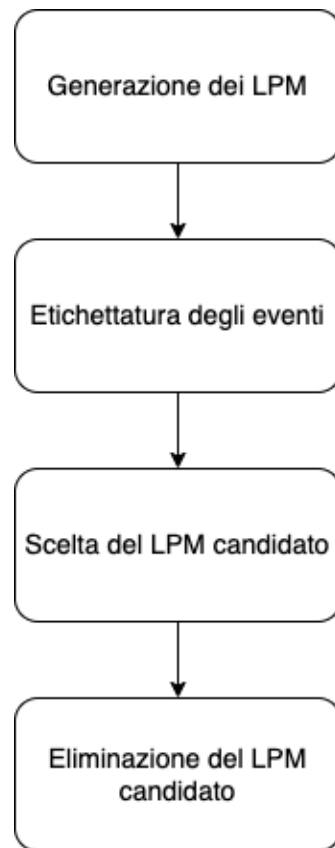 Generazione dei LPM
Etichettatura degli eventi
Scelta del LPM candidato
Eliminazione del LPM
candidato